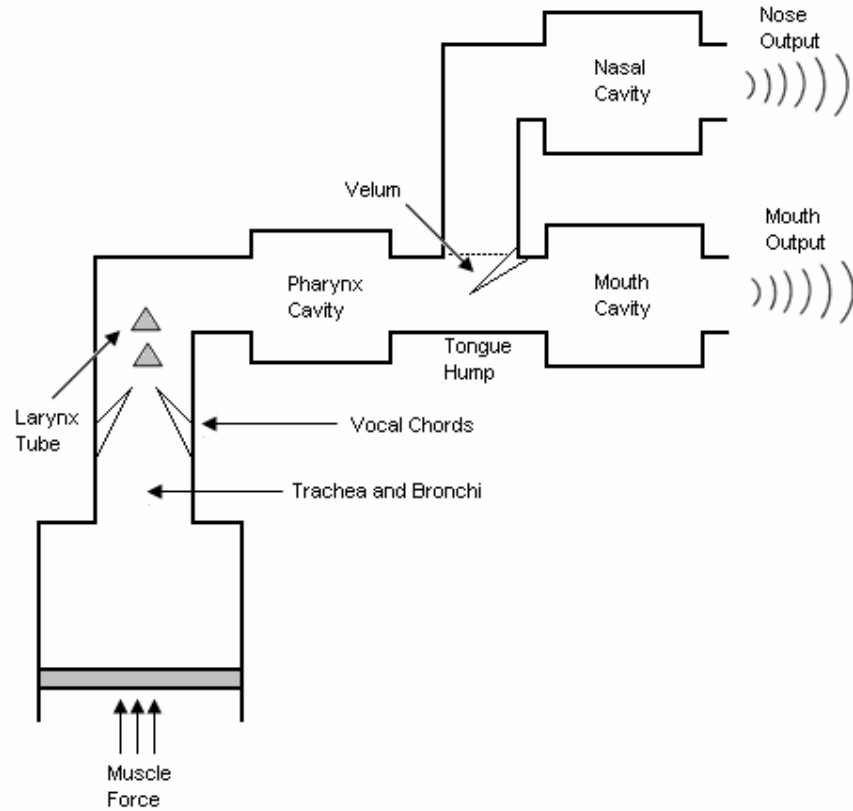 Nose
Output
Nasal
Cavity
Velum
Mouth
Output
Pharynx
Cavity
Mouth
Cavity
Tongue
Hump
Larynx
Tube
Vocal Chords
Trachea and Bronchi
Muscle
Force